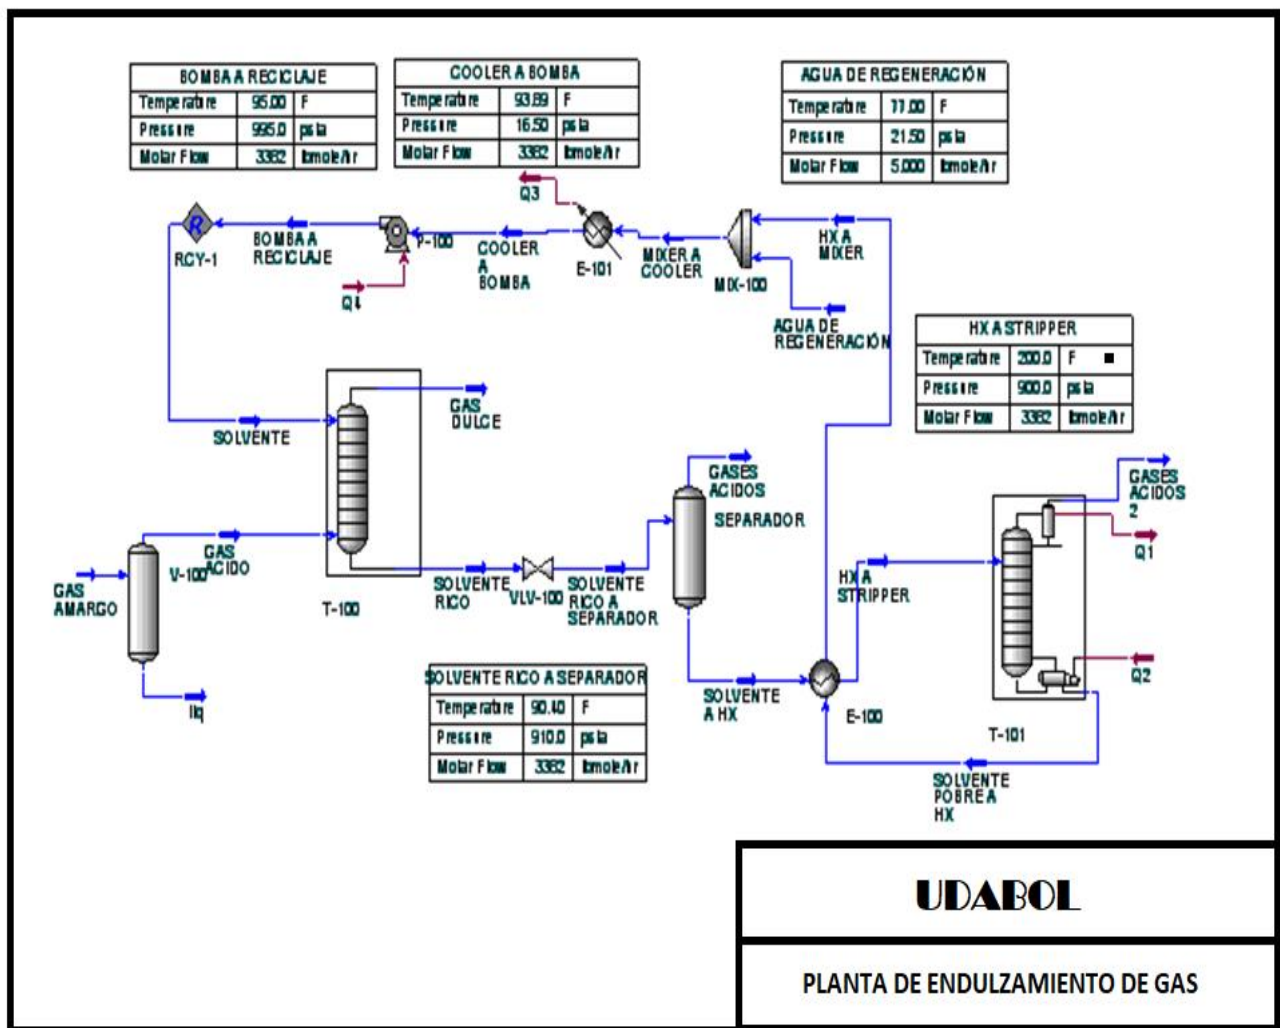 BOMBA A RECICLAJE
Temperature 95.00 F
Pressure 995.0 psia
Molar Flow 3382 lbmole/hr
COOLER A BOMBA
Temperature 93.89 F
Pressure 16.50 psia
Molar Flow 3382 lbmole/hr
AGUA DE REGENERACIÓN
Temperature 77.00 F
Pressure 21.50 psia
Molar Flow 5.000 lbmole/hr
Q3
RCY-1
R
BOMBA A
RECICLAJE
P-100
Q4
COOLER
A
BOMBA
E-101
MIXER A
COOLER
MIX-100
HX A
MIXER
AGUA DE
REGENERACIÓN
HX A STRIPPER
Temperature 200.0 F
Pressure 900.0 psia
Molar Flow 3382 lbmole/hr
SOLVENTE
GAS
DULCE
GASES
ACIDOS
SEPARADOR
GASES
ACIDOS
2
Q1
GAS
AMARGO
V-100
GAS
ACIDO
T-100
SOLVENTE
RICO
VLV-100
SOLVENTE
RICO A
SEPARADOR
HX A
STRIPPER
Q2
liq
SOLVENTE RICO A SEPARADOR
Temperature 90.40 F
Pressure 910.0 psia
Molar Flow 3382 lbmole/hr
SOLVENTE
A HX
E-100
T-101
SOLVENTE
POBRE A
HX
UDABOL
PLANTA DE ENDULZAMIENTO DE GAS